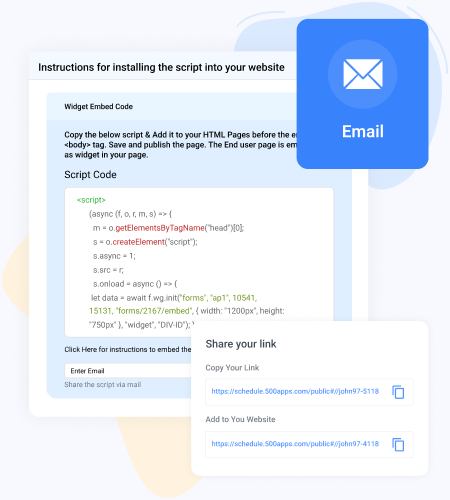 Instructions for installing the script into your website
Email
Widget Embed Code
Copy the below script & Add it to your HTML Pages before the
<body> tag. Save and publish the page. The End user page is
as widget in your page.
Script Code
<script>
(async (f, o, r, m, s) => {
m = o.getElementsByTagName("head")[0];
s = o.createElement("script");
s.async = 1;
s.src = r;
s.onload = async () => {
let data = await f.wg.init("forms", "ap1", 10541,
15131, "forms/2167/embed", { width: "1200px", height:
"750px" }, "widget", "DIV-ID");
Click Here for instructions to embed the
Enter Email
Share the script via mail
Share your link
Copy Your Link
https://schedule.500apps.com/public#//john97-5118
Add to You Website
https://schedule.500apps.com/public#//john97-4118